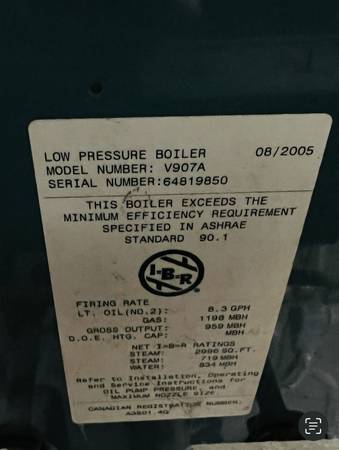 LOW PRESSURE BOILER 08/2005
MODEL NUMBER: V907A
SERIAL NUMBER:64819850
THIS BOILER EXCEEDS THE
MINIMUM EFFICIENCY REQUIREMENT
SPECIFIED IN ASHRAE
STANDARD 90.1
I=B=R
FIRING RATE
LT. OIL(NO.2): 8.3 GPH
GAS: 1198 MBH
GROSS OUTPUT: 959 MBH
D.O.E. HTG. CAP: MBH
NET I=B=R RATINGS
STEAM: 2996 SQ.FT.
STEAM: 719 MBH
WATER: 834 MBH
Refer to Installation, Operating
and Service Instructions for
OIL PUMP PRESSURE, and
MAXIMUM NOZZLE SIZE.
CANADIAN REGISTRATION NUMBER: